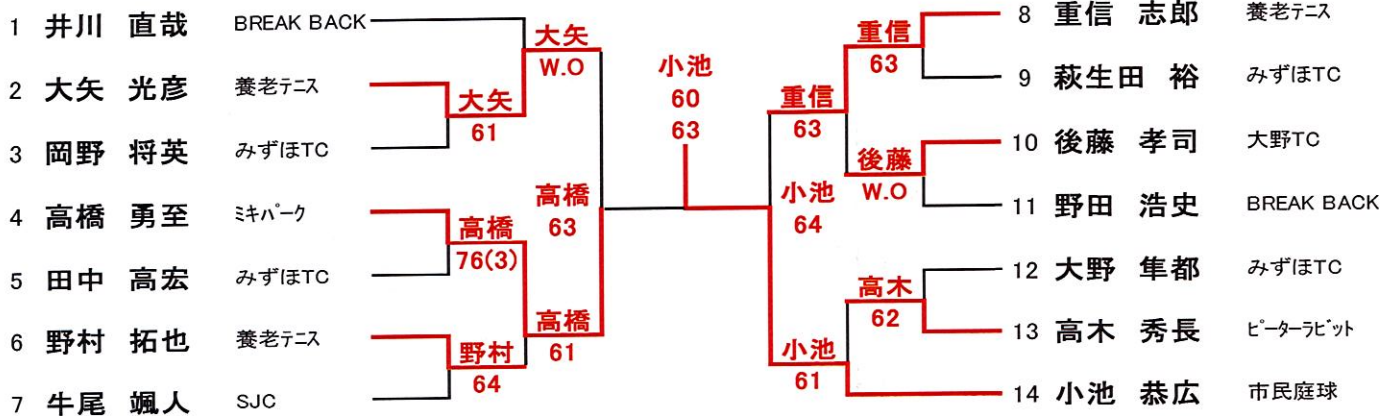 1 井川 直哉 BREAK BACK
2 大矢 光彦 養老テニス
3 岡野 将英 みずほTC
4 高橋 勇至 ミキパーク
5 田中 高宏 みずほTC
6 野村 拓也 養老テニス
7 牛尾 颯人 SJC
大矢
61
高橋
76(3)
野村
64
大矢
W.O
高橋
61
高橋
63
小池
60
63
小池
64
重信
63
小池
61
重信
63
後藤
W.O
高木
62
8 重信 志郎 養老テニス
9 萩生田 裕 みずほTC
10 後藤 孝司 大野TC
11 野田 浩史 BREAK BACK
12 大野 隼都 みずほTC
13 高木 秀長 ピーターラビット
14 小池 恭広 市民庭球